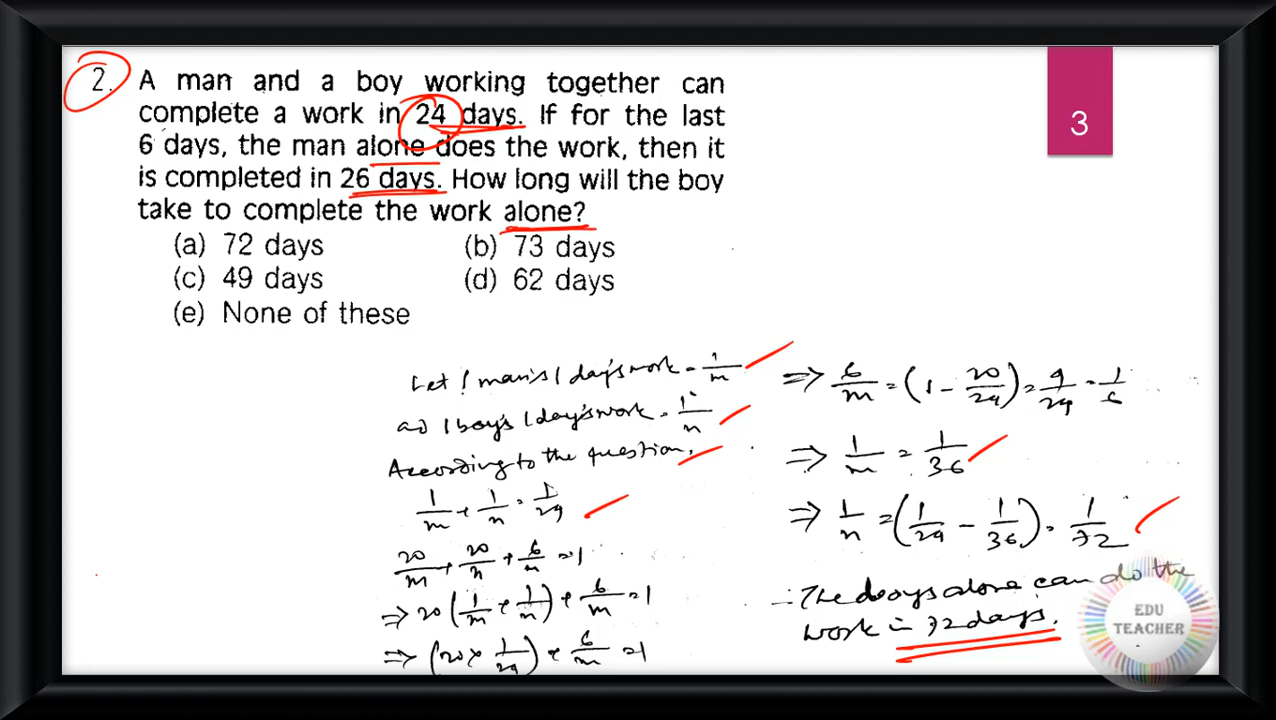 2.
A man and a boy working together can
complete a work in 24 days. If for the last
6 days, the man alone does the work, then it
is completed in 26 days. How long will the boy
take to complete the work alone?
(a) 72 days (b) 73 days
(c) 49 days (d) 62 days
(e) None of these
3
Let 1 man's 1 day's work = 1/m
and 1 boy's 1 day's work = 1/n
According to the question,
1/m + 1/n = 1/24
20/m + 20/n + 6/m = 1
⇒ 20(1/m + 1/n) + 6/m = 1
⇒ (20 × 1/24) + 6/m = 1
⇒ 6/m = (1 - 20/24) = 4/24 = 1/6
⇒ 1/m = 1/36
⇒ 1/n = (1/24 - 1/36) = 1/72
∴ The boys alone can do the
work in 72 days.
EDU
TEACHER